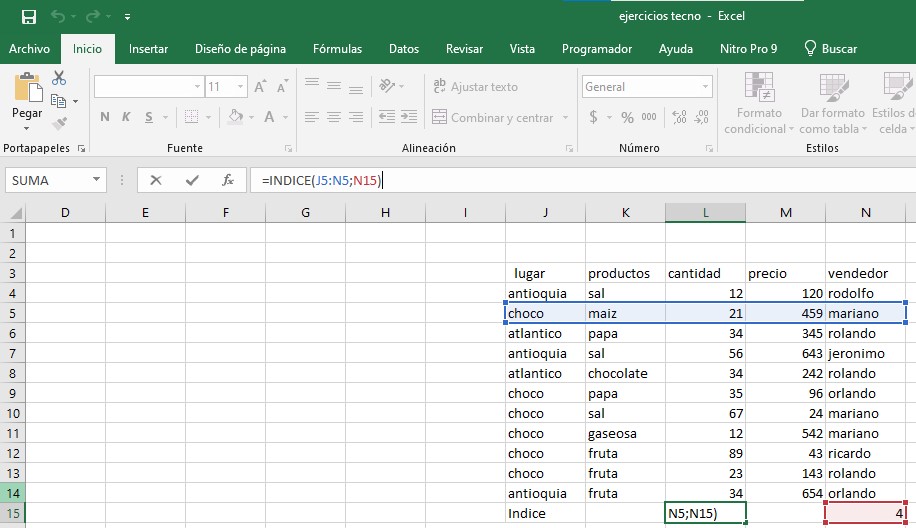 ejercicios tecno - Excel
Archivo Inicio Insertar Diseño de página Fórmulas Datos Revisar Vista Programador Ayuda Nitro Pro 9 Buscar
11 A A ab Ajustar texto General
Pegar N K S A Combinar y centrar $ % 000 Formato condicional Dar formato como tabla Estilos de celda
Portapapeles Fuente Alineación Número Estilos
SUMA fx =INDICE(J5:N5;N15)
D E F G H I J K L M N
1
2
3 lugar productos cantidad precio vendedor
4 antioquia sal 12 120 rodolfo
5 choco maiz 21 459 mariano
6 atlantico papa 34 345 rolando
7 antioquia sal 56 643 jeronimo
8 atlantico chocolate 34 242 rolando
9 choco papa 35 96 orlando
10 choco sal 67 24 mariano
11 choco gaseosa 12 542 mariano
12 choco fruta 89 43 ricardo
13 choco fruta 23 143 rolando
14 antioquia fruta 34 654 orlando
15 Indice N5;N15) 4